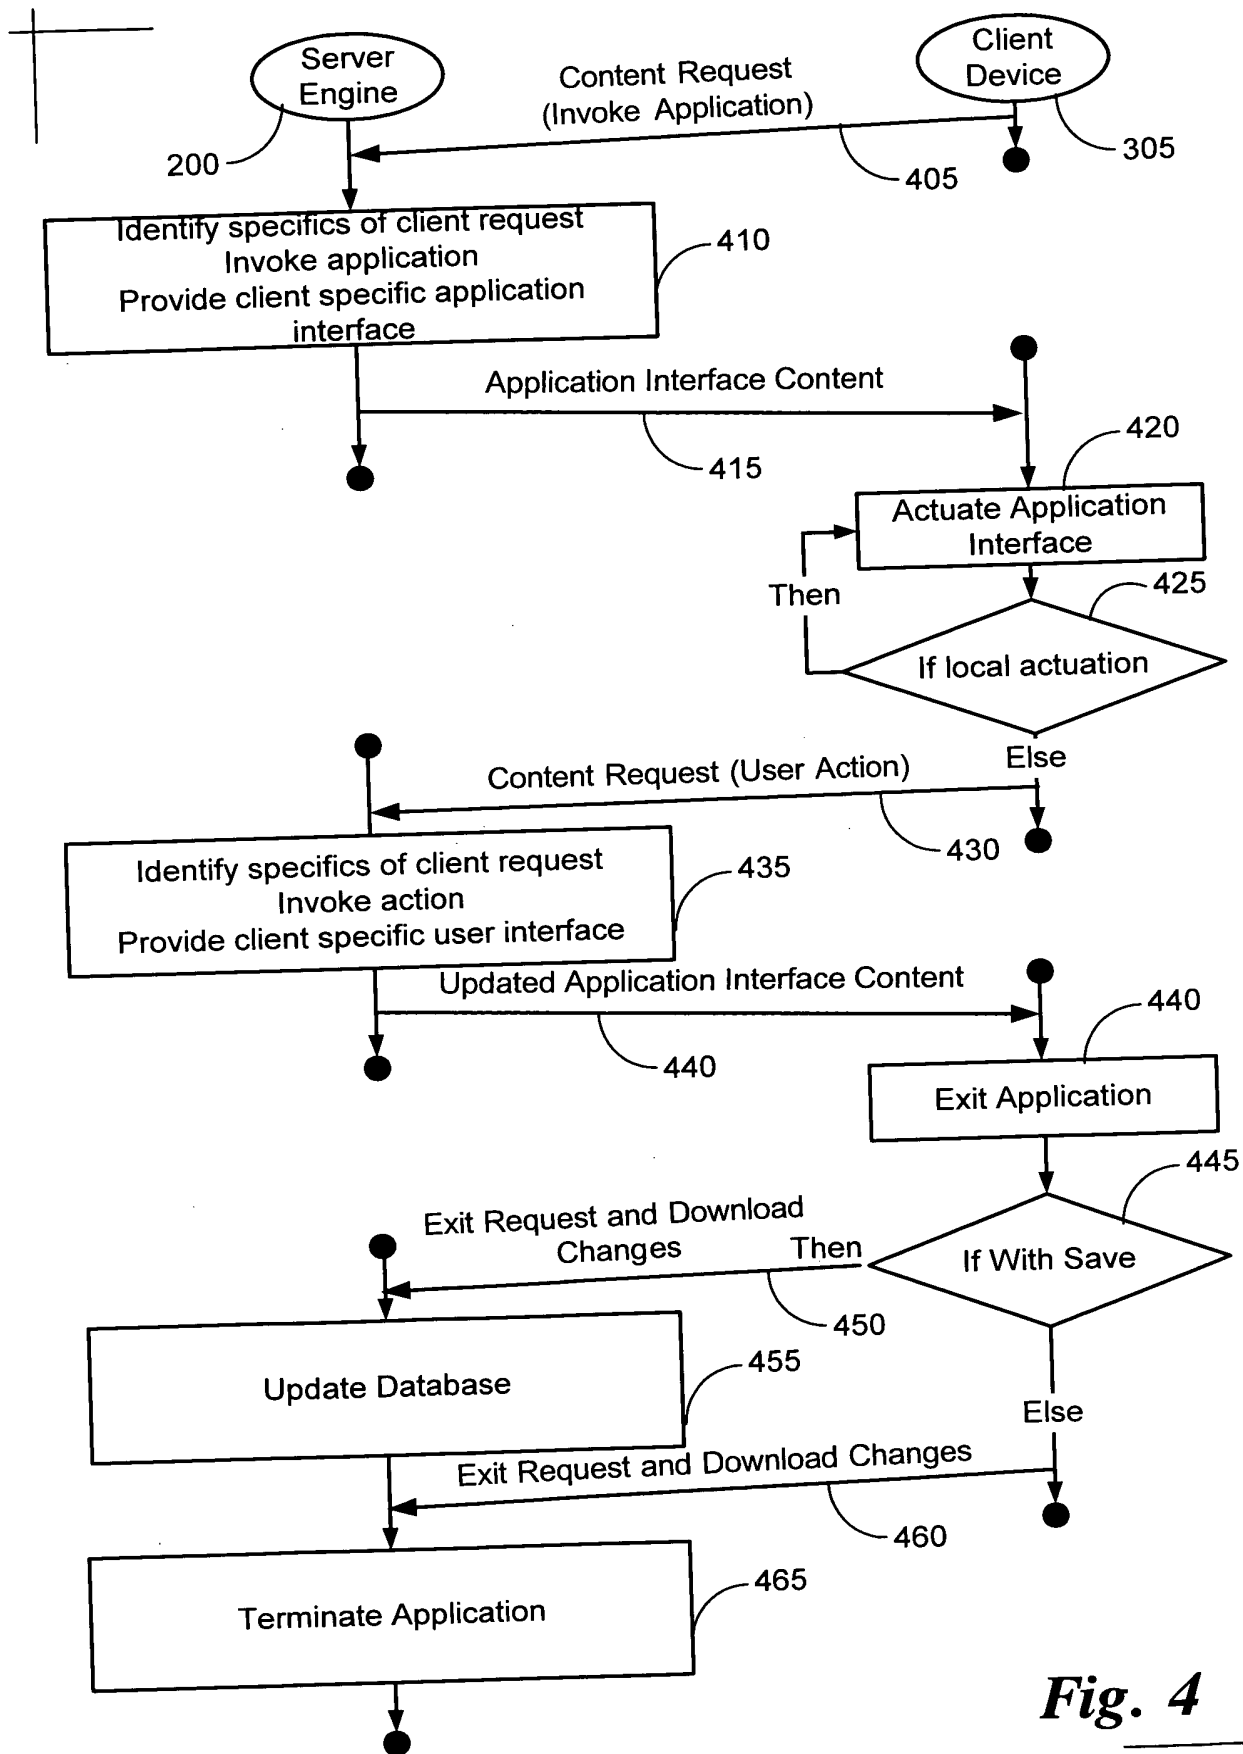 Server
Engine
Content Request
(Invoke Application)
Client
Device
200
405
305
Identify specifics of client request
Invoke application
Provide client specific application
interface
410
Application Interface Content
415
420
Actuate Application
Interface
425
Then
If local actuation
Else
Content Request (User Action)
430
Identify specifics of client request
Invoke action
Provide client specific user interface
435
Updated Application Interface Content
440
440
Exit Application
445
Exit Request and Download
Changes
Then
If With Save
450
Update Database
455
Else
Exit Request and Download Changes
460
Terminate Application
465
Fig. 4